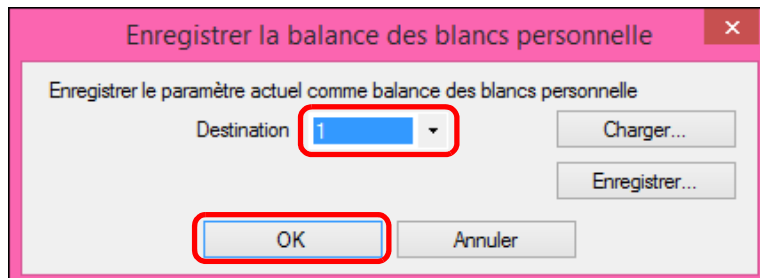 Enregistrer la balance des blancs personnelle
Enregistrer le paramètre actuel comme balance des blancs personnelle
Destination 1 Charger...
Enregistrer...
OK Annuler